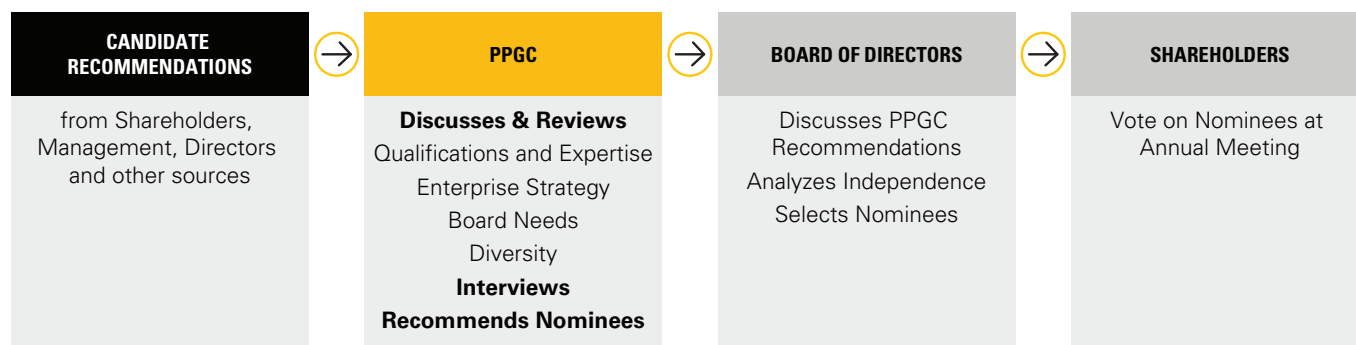 CANDIDATE
RECOMMENDATIONS
from Shareholders,
Management, Directors
and other sources
PPGC
Discusses & Reviews
Qualifications and Expertise
Enterprise Strategy
Board Needs
Diversity
Interviews
Recommends Nominees
BOARD OF DIRECTORS
Discusses PPGC
Recommendations
Analyzes Independence
Selects Nominees
SHAREHOLDERS
Vote on Nominees at
Annual Meeting